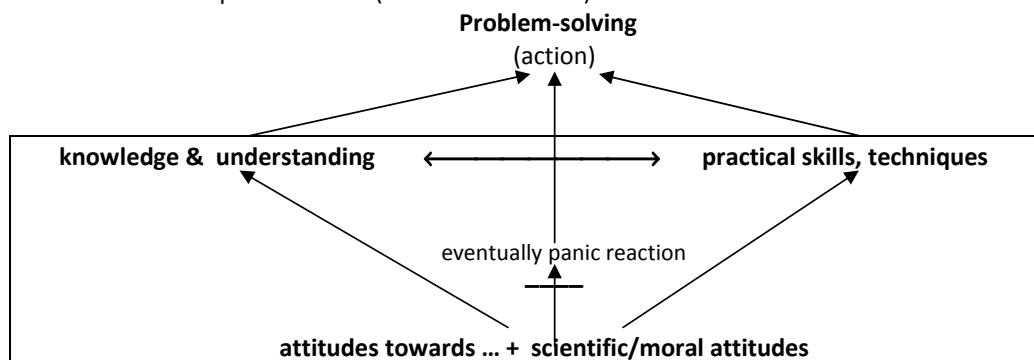 Problem-solving
(action)
knowledge & understanding practical skills, techniques
eventually panic reaction
attitudes towards … + scientific/moral attitudes